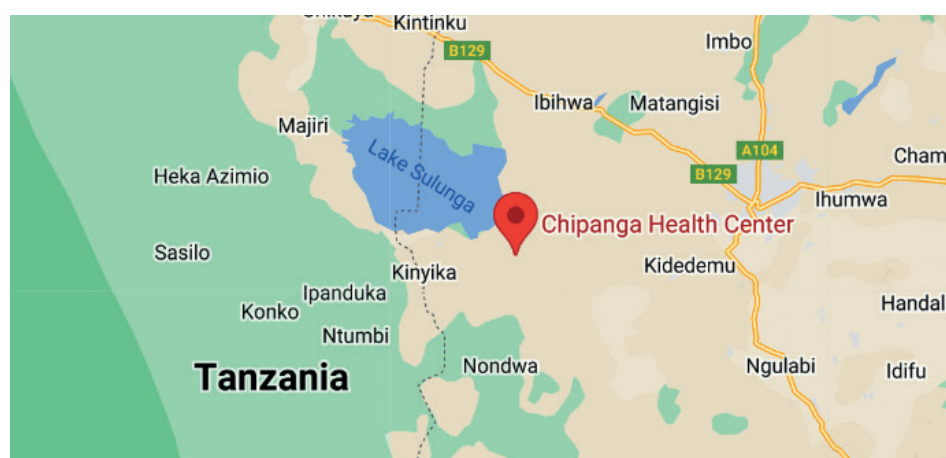 Kintinku
B129
Imbo
Ibihwa
Matangisi
Majiri
Lake Sulunga
A104
Cham
Heka Azimio
B129
Ihumwa
Chipanga Health Center
Sasilo
Kinyika
Kidedemu
Ipanduka
Konko
Handal
Ntumbi
Nondwa
Ngulabi
Idifu
Tanzania